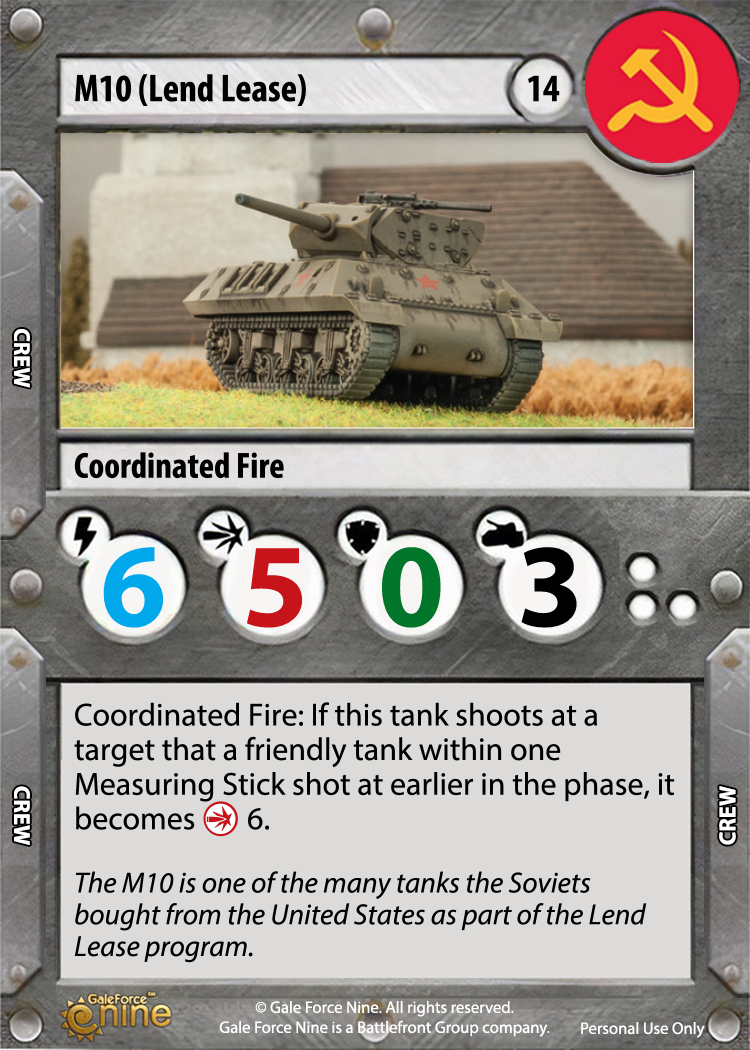 M10 (Lend Lease)
14
CREW
Coordinated Fire
6 5 0 3
Coordinated Fire: If this tank shoots at a
target that a friendly tank within one
Measuring Stick shot at earlier in the phase, it
becomes 6.
CREW
CREW
The M10 is one of the many tanks the Soviets
bought from the United States as part of the Lend
Lease program.
GaleForce™
nine
© Gale Force Nine. All rights reserved.
Gale Force Nine is a Battlefront Group company.
Personal Use Only